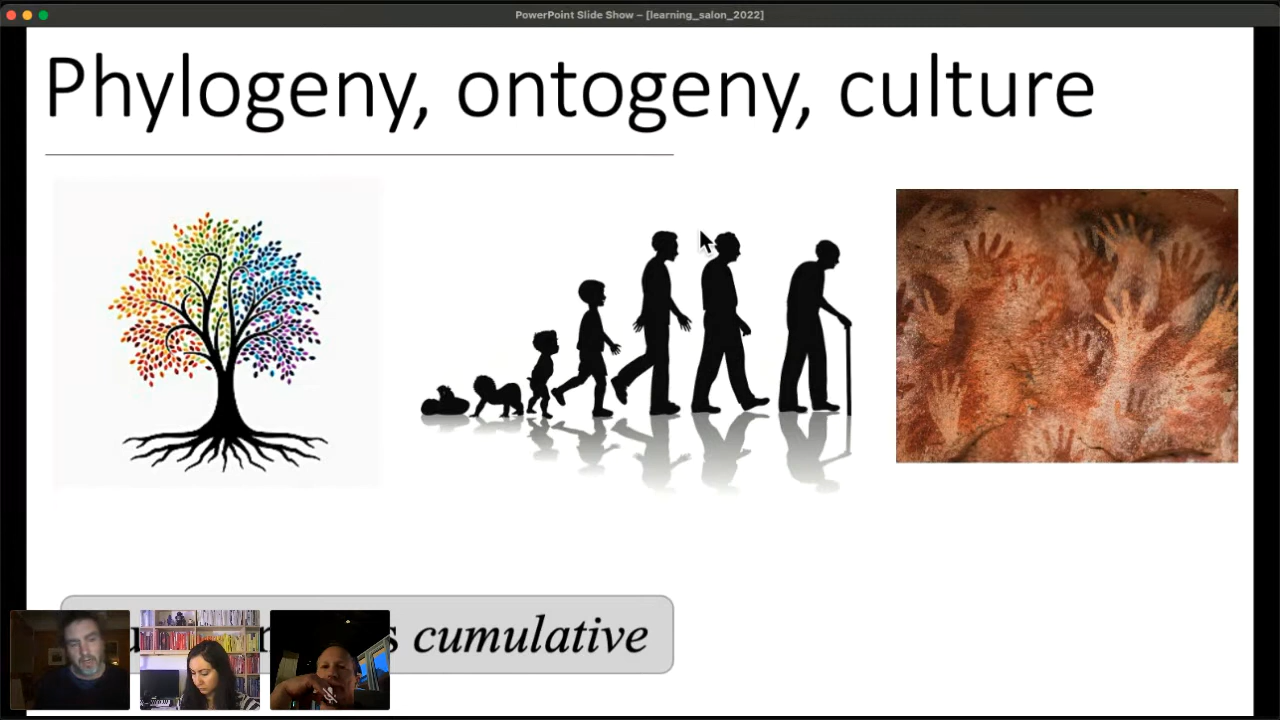 PowerPoint Slide Show – [learning_salon_2022]
Phylogeny, ontogeny, culture
cumulative